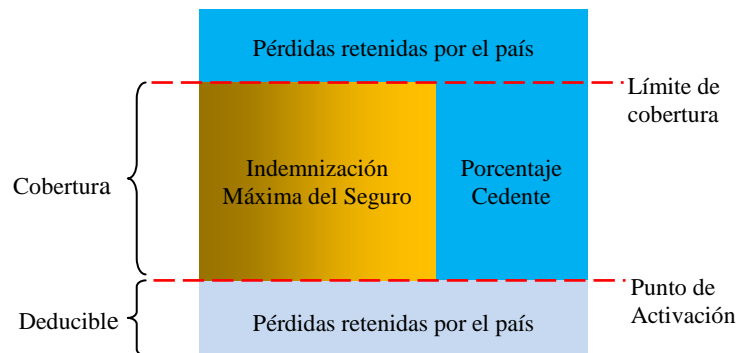 Pérdidas retenidas por el país
Límite de
cobertura
Cobertura
Indemnización
Máxima del Seguro
Porcentaje
Cedente
Punto de
Activación
Deducible
Pérdidas retenidas por el país